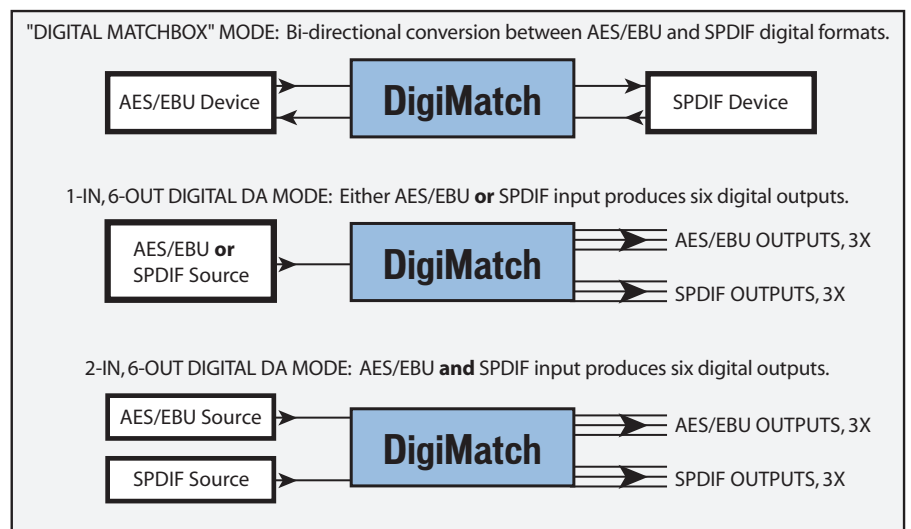 "DIGITAL MATCHBOX" MODE: Bi-directional conversion between AES/EBU and SPDIF digital formats.
AES/EBU Device
DigiMatch
SPDIF Device
1-IN, 6-OUT DIGITAL DA MODE: Either AES/EBU or SPDIF input produces six digital outputs.
AES/EBU or
SPDIF Source
DigiMatch
AES/EBU OUTPUTS, 3X
SPDIF OUTPUTS, 3X
2-IN, 6-OUT DIGITAL DA MODE: AES/EBU and SPDIF input produces six digital outputs.
AES/EBU Source
SPDIF Source
DigiMatch
AES/EBU OUTPUTS, 3X
SPDIF OUTPUTS, 3X